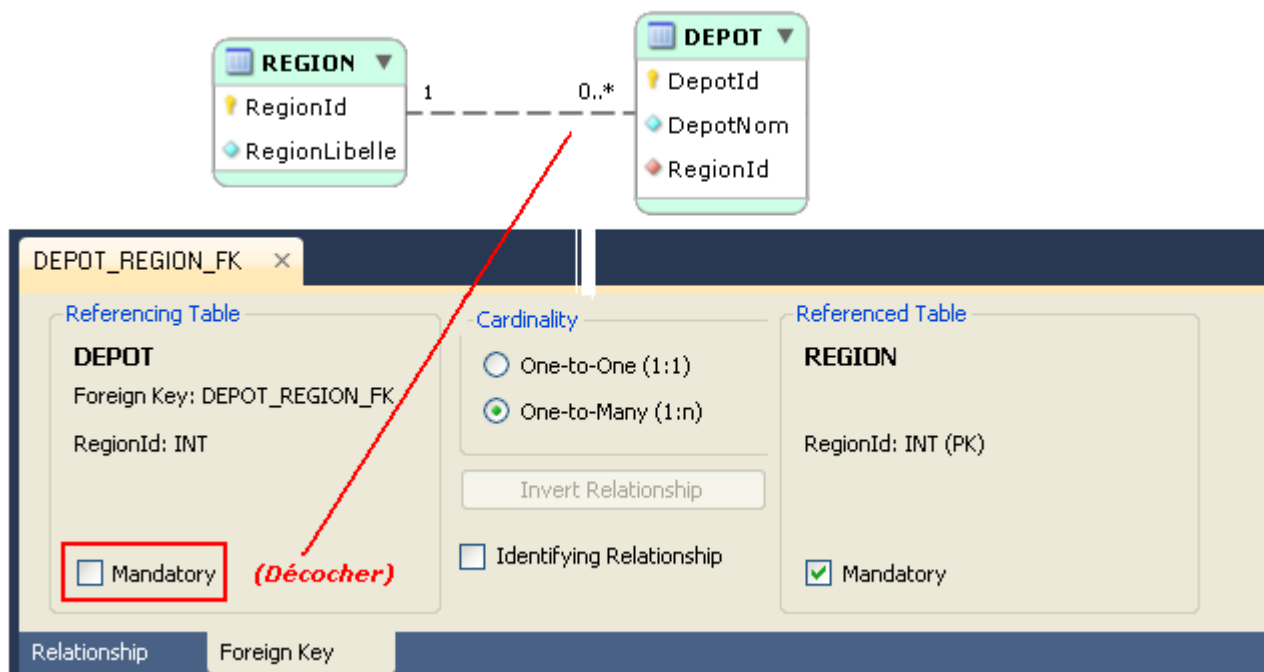 REGION
RegionId
RegionLibelle
1
0..*
DEPOT
DepotId
DepotNom
RegionId
DEPOT_REGION_FK
Referencing Table
DEPOT
Foreign Key: DEPOT_REGION_FK
RegionId: INT
Mandatory
(Décocher)
Cardinality
One-to-One (1:1)
One-to-Many (1:n)
Invert Relationship
Identifying Relationship
Referenced Table
REGION
RegionId: INT (PK)
Mandatory
Relationship
Foreign Key